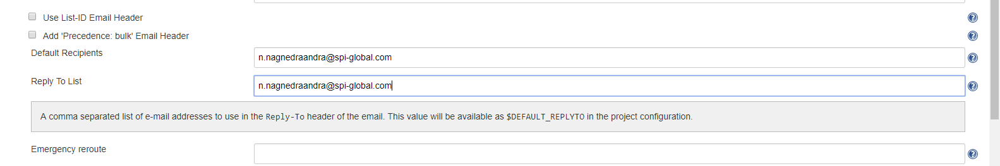 Use List-ID Email Header
Add 'Precedence: bulk' Email Header
Default Recipients
n.nagnedraandra@spi-global.com
Reply To List
n.nagnedraandra@spi-global.com
A comma separated list of e-mail addresses to use in the Reply-To header of the email. This value will be available as $DEFAULT_REPLYTO in the project configuration.
Emergency reroute